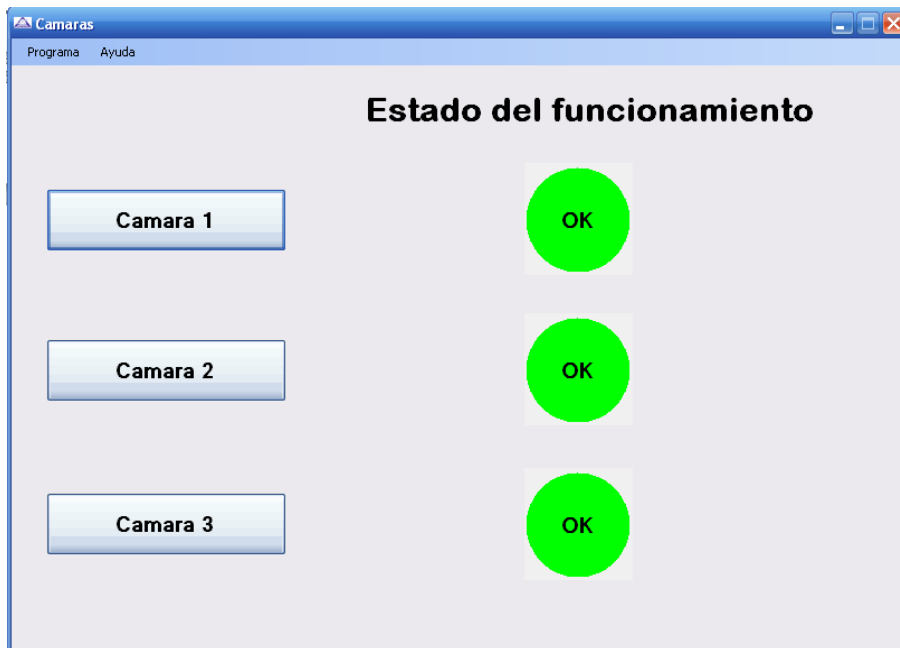 Camaras
Programa Ayuda
Estado del funcionamiento
Camara 1 OK
Camara 2 OK
Camara 3 OK